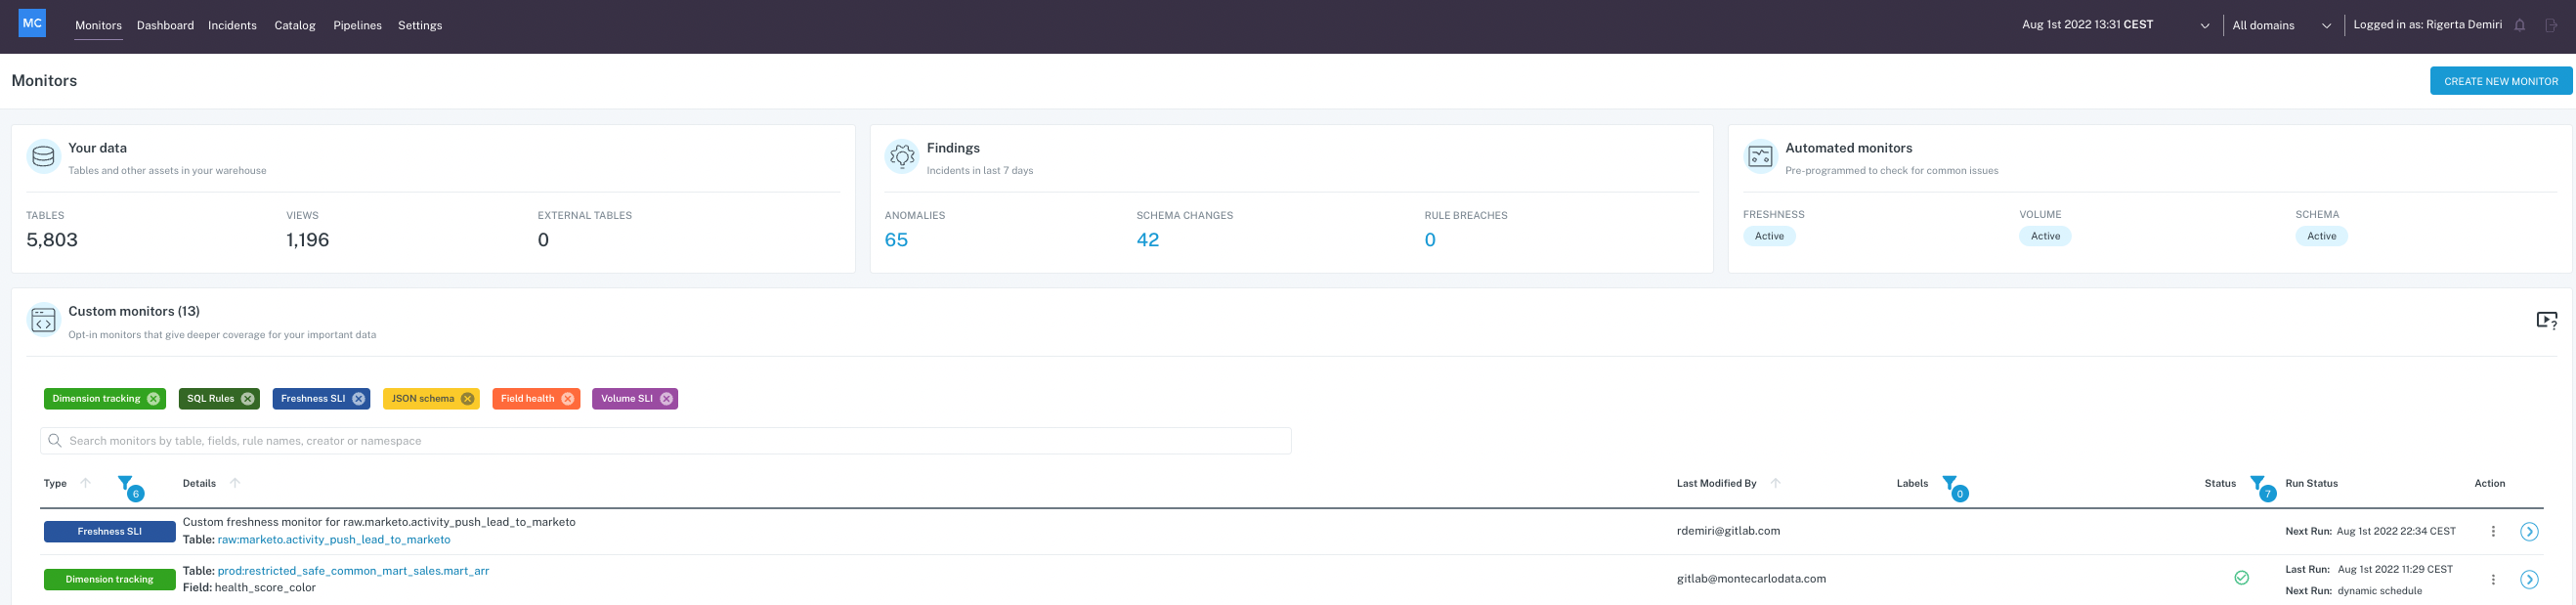 MC Monitors Dashboard Incidents Catalog Pipelines Settings Aug 1st 2022 13:31 CEST All domains Logged in as: Rigerta Demiri
Monitors CREATE NEW MONITOR
Your data
Tables and other assets in your warehouse
TABLES VIEWS EXTERNAL TABLES
5,803 1,196 0
Findings
Incidents in last 7 days
ANOMALIES SCHEMA CHANGES RULE BREACHES
65 42 0
Automated monitors
Pre-programmed to check for common issues
FRESHNESS VOLUME SCHEMA
Active Active Active
Custom monitors (13)
Opt-in monitors that give deeper coverage for your important data
Dimension tracking SQL Rules Freshness SLI JSON schema Field health Volume SLI
Search monitors by table, fields, rule names, creator or namespace
Type 6 Details Last Modified By Labels 0 Status 7 Run Status Action
Freshness SLI
Custom freshness monitor for raw.marketo.activity_push_lead_to_marketo
Table: raw:marketo.activity_push_lead_to_marketo
rdemiri@gitlab.com
Next Run: Aug 1st 2022 22:34 CEST
Dimension tracking
Table: prod:restricted_safe_common_mart_sales.mart_arr
Field: health_score_color
gitlab@montecarlodata.com
Last Run: Aug 1st 2022 11:29 CEST
Next Run: dynamic schedule